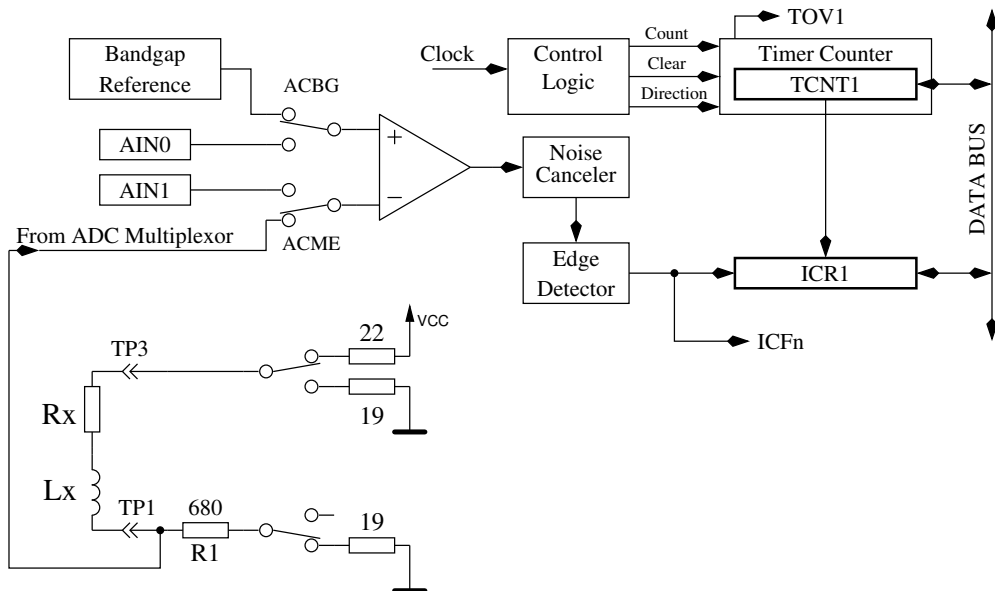 TOV1
Bandgap
Reference
Clock
Control
Logic
Count
Clear
Direction
Timer Counter
TCNT1
ACBG
AIN0
AIN1
+
−
Noise
Canceler
DATA BUS
From ADC Multiplexor
ACME
Edge
Detector
ICR1
ICFn
VCC
22
TP3
19
Rx
Lx
TP1
680
R1
19